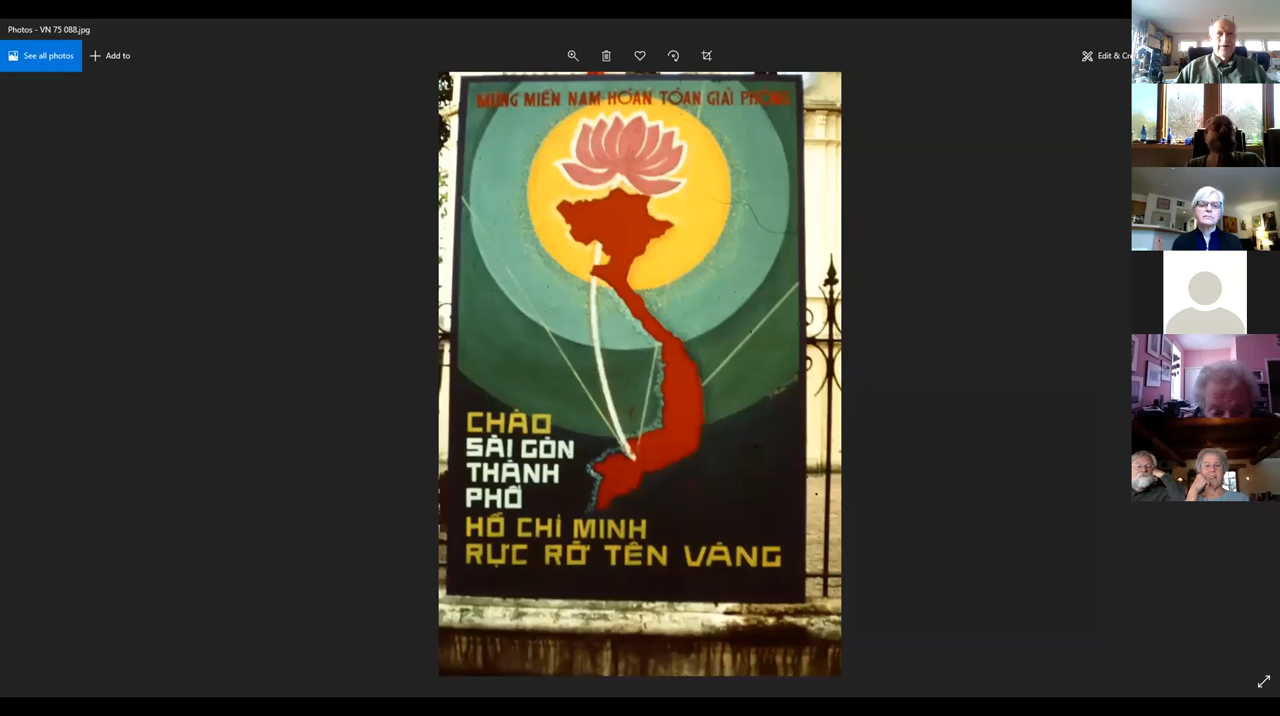 Photos - VN 75 088.jpg
See all photos
Add to
Edit &
MỪNG MIỀN NAM HOÀN TOÀN GIẢI PHÓNG
CHÀO
SÀI GÒN
THÀNH
PHỐ
HỒ CHÍ MINH
RỰC RỠ TÊN VÀNG